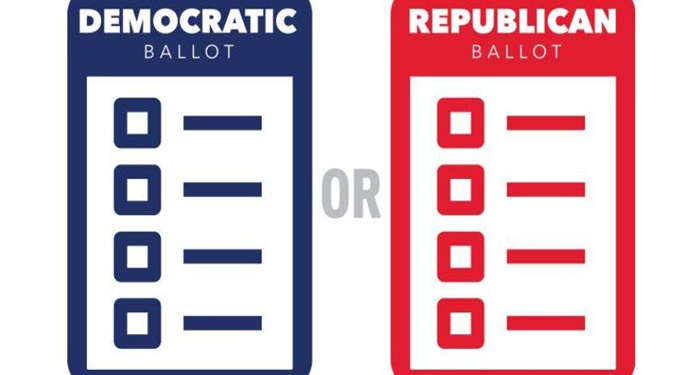 DEMOCRATIC
BALLOT
OR
REPUBLICAN
BALLOT